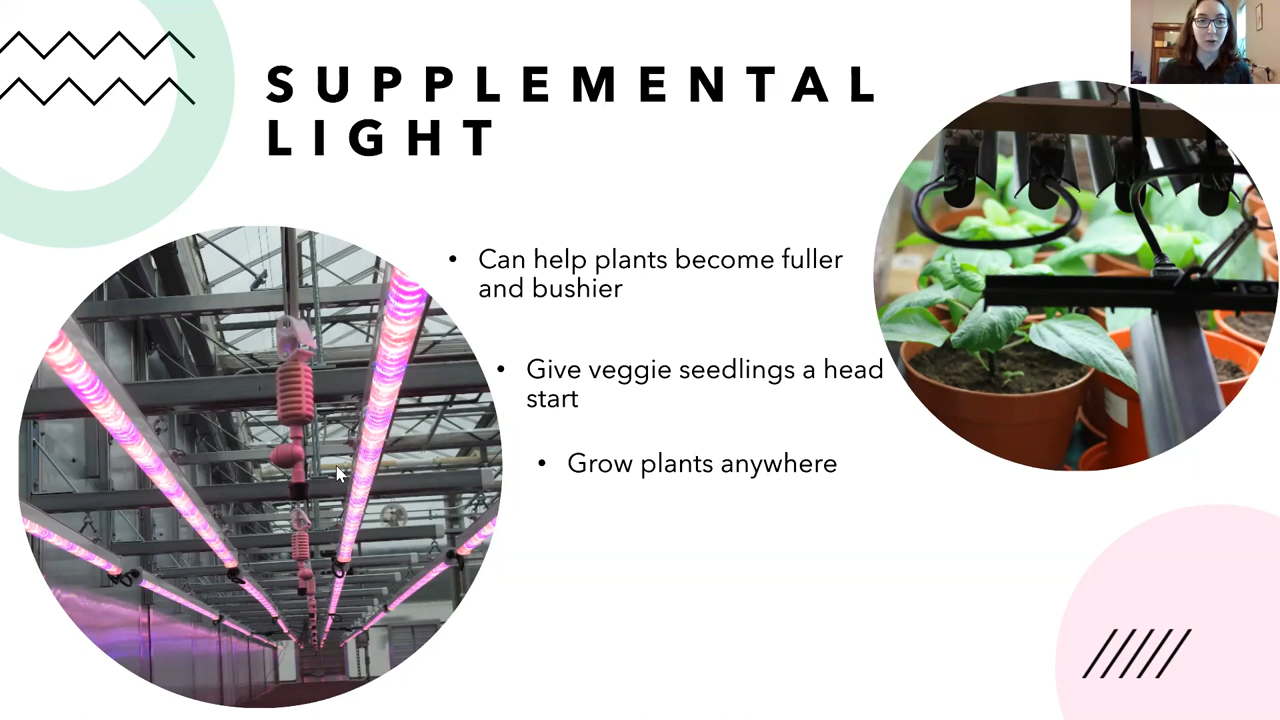 SUPPLEMENTAL
LIGHT
• Can help plants become fuller
and bushier
• Give veggie seedlings a head
start
• Grow plants anywhere